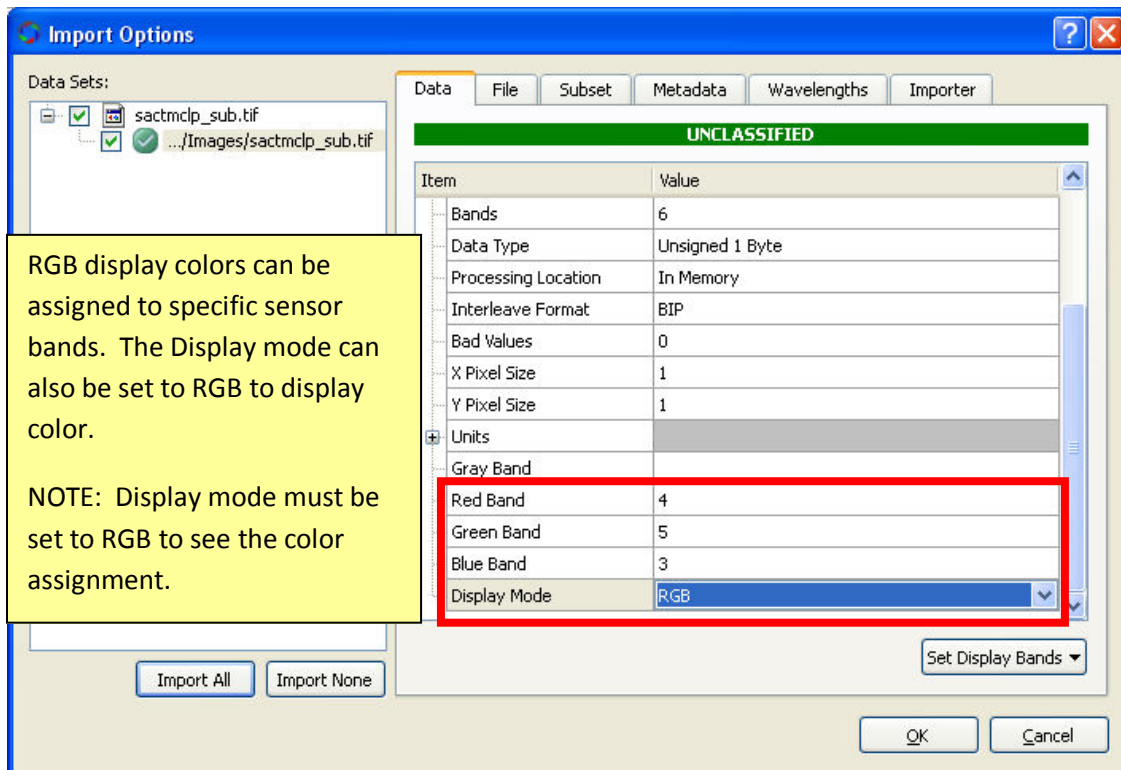 Import Options
Data Sets:
sactmclp_sub.tif
.../Images/sactmclp_sub.tif
RGB display colors can be
assigned to specific sensor
bands.  The Display mode can
also be set to RGB to display
color.
NOTE:  Display mode must be
set to RGB to see the color
assignment.
Import All Import None
Data File Subset Metadata Wavelengths Importer
UNCLASSIFIED
Item Value
Bands 6
Data Type Unsigned 1 Byte
Processing Location In Memory
Interleave Format BIP
Bad Values 0
X Pixel Size 1
Y Pixel Size 1
Units
Gray Band
Red Band 4
Green Band 5
Blue Band 3
Display Mode RGB
Set Display Bands
OK Cancel